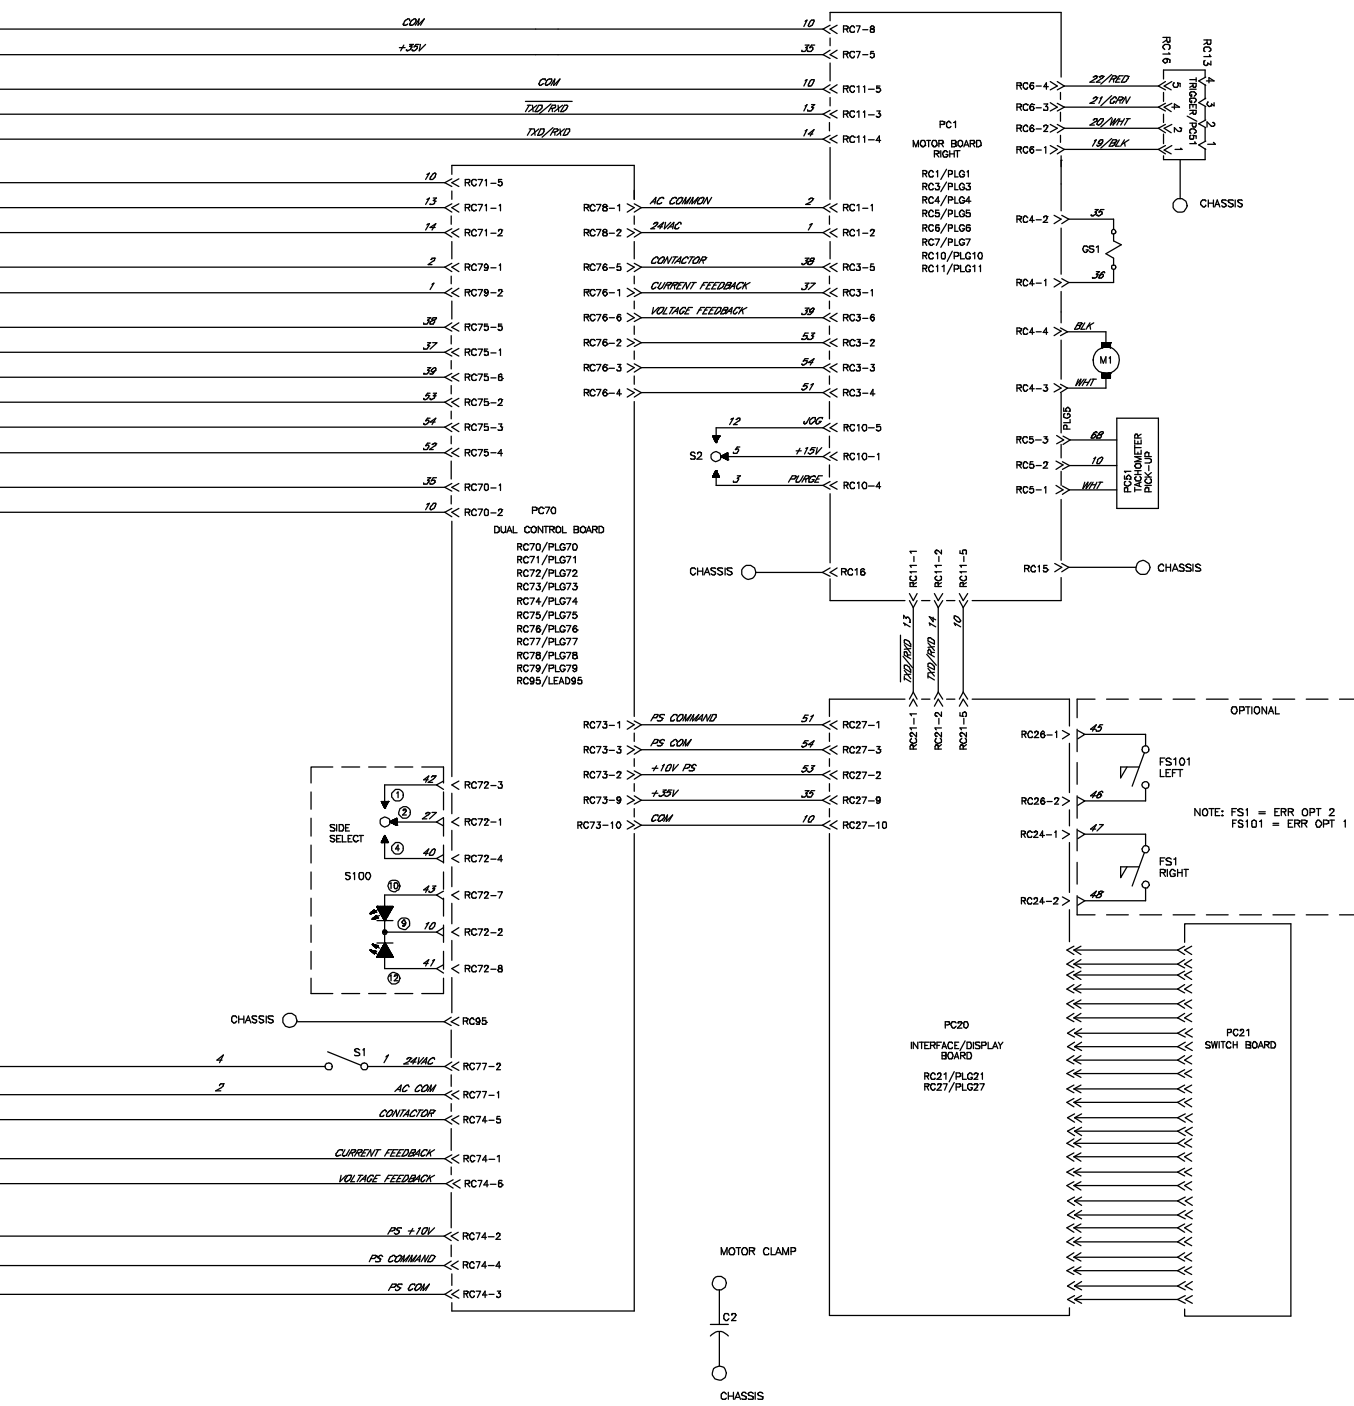 COM
10
RC7-8
+35V
35
RC7-5
COM
10
RC11-5
TXD/RXD
13
RC11-3
TXD/RXD
14
RC11-4
PC1
MOTOR BOARD
RIGHT
RC1/PLG1
RC3/PLG3
RC4/PLG4
RC5/PLG5
RC6/PLG6
RC7/PLG7
RC10/PLG10
RC11/PLG11
RC16
RC13
TRIGGER/PC51
RC6-4
22/RED
5
4
RC6-3
21/GRN
4
3
RC6-2
20/WHT
2
2
RC6-1
19/BLK
1
1
CHASSIS
RC4-2
35
GS1
RC4-1
36
RC4-4
BLK
M1
RC4-3
WHT
PLG5
RC5-3
68
RC5-2
10
RC5-1
WHT
PC51
TACHOMETER
PICK-UP
RC15
CHASSIS
10
RC71-5
13
RC71-1
14
RC71-2
2
RC79-1
1
RC79-2
38
RC75-5
37
RC75-1
39
RC75-6
53
RC75-2
54
RC75-3
52
RC75-4
35
RC70-1
10
RC70-2
RC78-1
AC COMMON
2
RC1-1
RC78-2
24VAC
1
RC1-2
RC76-5
CONTACTOR
38
RC3-5
RC76-1
CURRENT FEEDBACK
37
RC3-1
RC76-6
VOLTAGE FEEDBACK
39
RC3-6
RC76-2
53
RC3-2
RC76-3
54
RC3-3
RC76-4
51
RC3-4
12
JOG
RC10-5
S2
5
+15V
RC10-1
3
PURGE
RC10-4
CHASSIS
RC16
PC70
DUAL CONTROL BOARD
RC70/PLG70
RC71/PLG71
RC72/PLG72
RC73/PLG73
RC74/PLG74
RC75/PLG75
RC76/PLG76
RC77/PLG77
RC78/PLG78
RC79/PLG79
RC95/LEAD95
RC11-1
RC11-2
RC11-5
TXD/RXD 13
TXD/RXD 14
10
RC21-1
RC21-2
RC21-5
RC73-1
PS COMMAND
51
RC27-1
RC73-3
PS COM
54
RC27-3
RC73-2
+10V PS
53
RC27-2
RC73-9
+35V
35
RC27-9
RC73-10
COM
10
RC27-10
OPTIONAL
RC26-1
45
FS101
LEFT
RC26-2
46
RC24-1
47
FS1
RIGHT
RC24-2
48
NOTE: FS1 = ERR OPT 2
FS101 = ERR OPT 1
SIDE
SELECT
S100
1
42
RC72-3
2
27
RC72-1
4
40
RC72-4
10
43
RC72-7
9
10
RC72-2
12
41
RC72-8
CHASSIS
RC95
4
S1
1
24VAC
RC77-2
2
AC COM
RC77-1
CONTACTOR
RC74-5
CURRENT FEEDBACK
RC74-1
VOLTAGE FEEDBACK
RC74-6
PS +10V
RC74-2
PS COMMAND
RC74-4
PS COM
RC74-3
PC20
INTERFACE/DISPLAY
BOARD
RC21/PLG21
RC27/PLG27
PC21
SWITCH BOARD
MOTOR CLAMP
C2
CHASSIS